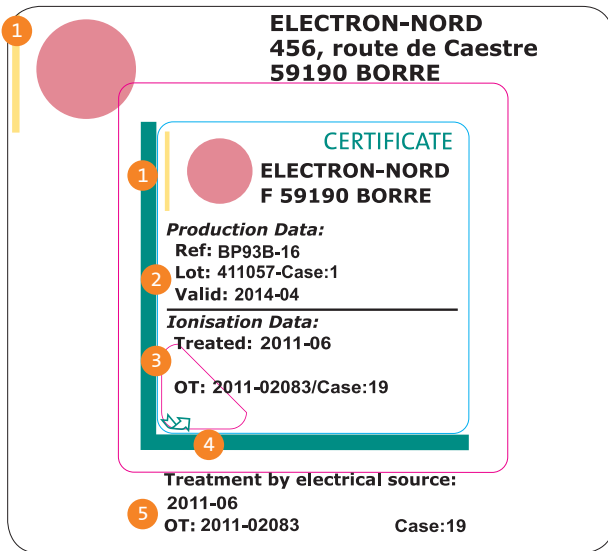 1
ELECTRON-NORD
456, route de Caestre
59190 BORRE
CERTIFICATE
1
ELECTRON-NORD
F 59190 BORRE
Production Data:
Ref: BP93B-16
2
Lot: 411057-Case:1
Valid: 2014-04
Ionisation Data:
Treated: 2011-06
3
OT: 2011-02083/Case:19
4
Treatment by electrical source:
2011-06
5
OT: 2011-02083 Case:19